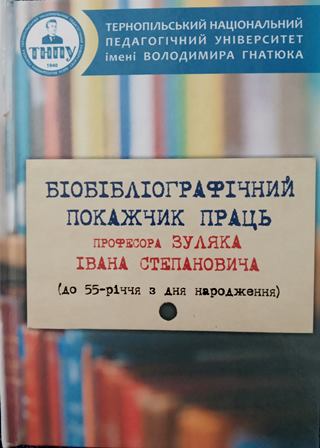 ТЕРНОПІЛЬСЬКИЙ НАЦІОНАЛЬНИЙ
ПЕДАГОГІЧНИЙ УНІВЕРСИТЕТ
імені ВОЛОДИМИРА ГНАТЮКА
ТНПУ
1940
БІОБІБЛІОГРАФІЧНИЙ
ПОКАЖЧИК ПРАЦЬ
ПРОФЕСОРА ЗУЛЯКА
ІВАНА СТЕПАНОВИЧА
(до 55-річчя з дня народження)